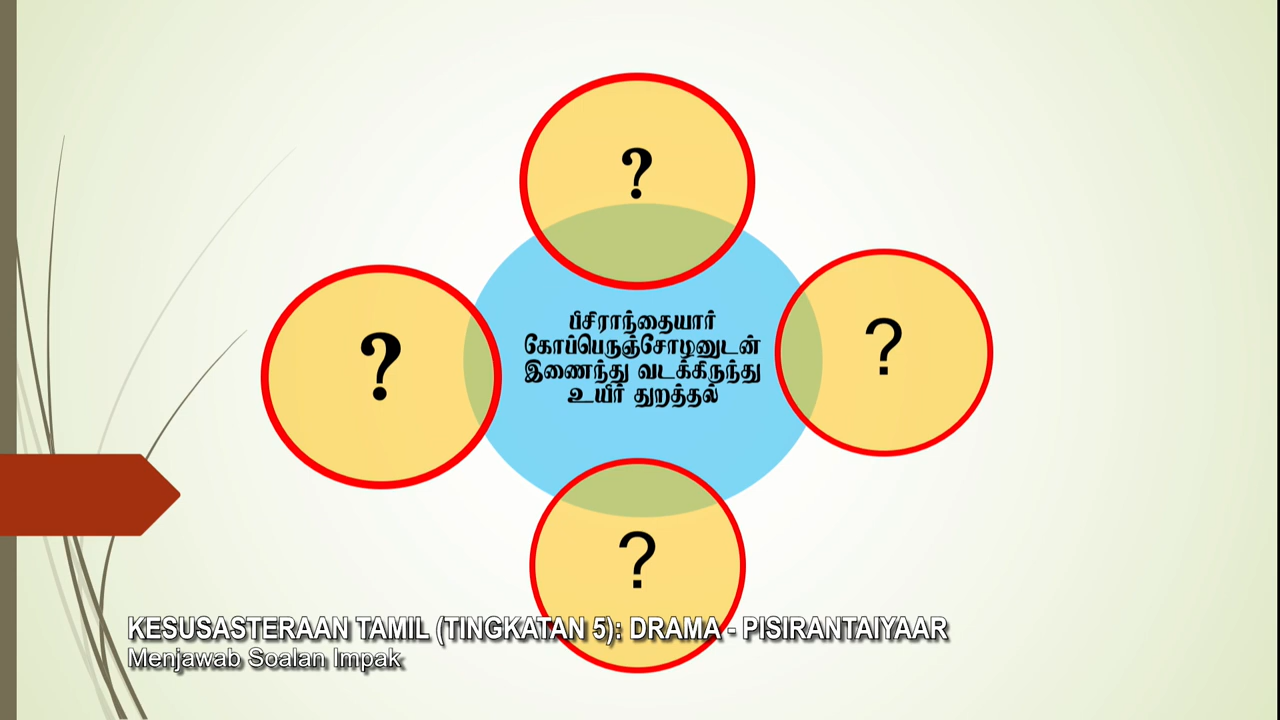 ?
?
பிசிராந்தையார்
கோப்பெருஞ்சோழனுடன்
இணைந்து வடக்கிருந்து
உயிர் துறத்தல்
?
?
KESUSASTERAAN TAMIL (TINGKATAN 5): DRAMA - PISIRANTAIYAAR
Menjawab Soalan Impak